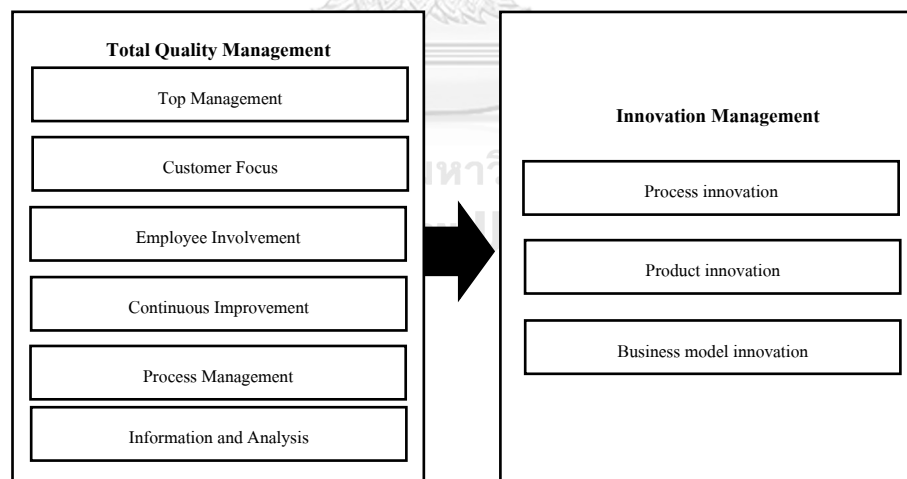 Total Quality Management
Top Management
Customer Focus
Employee Involvement
Continuous Improvement
Process Management
Information and Analysis
Innovation Management
Process innovation
Product innovation
Business model innovation